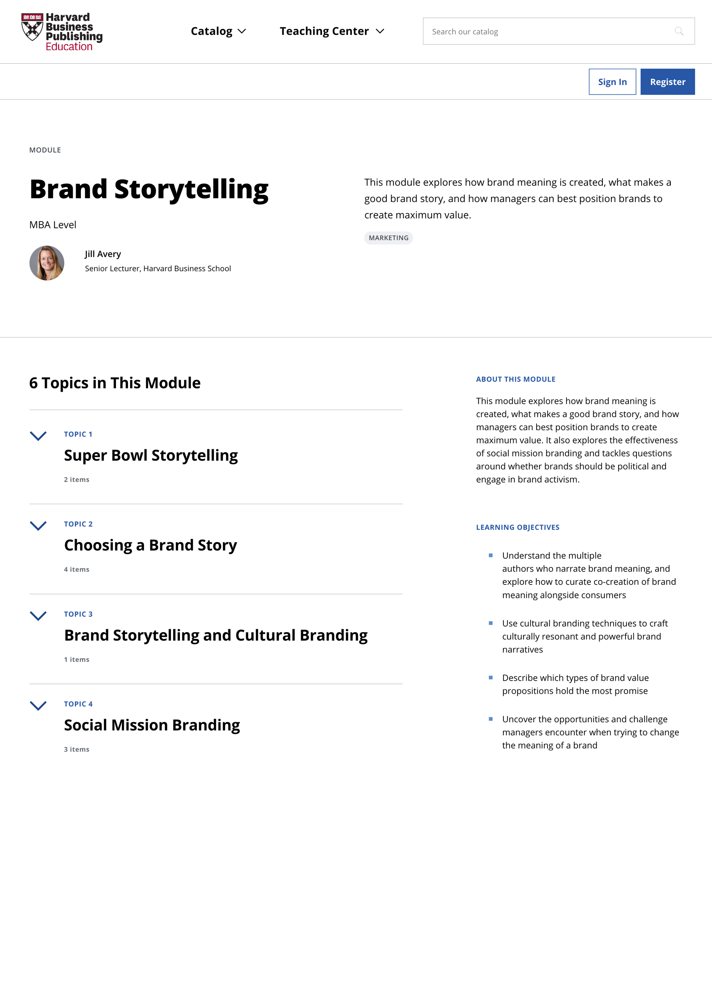 Harvard
Business
Publishing
Education
Catalog
Teaching Center
Search our catalog
Sign In
Register
MODULE
Brand Storytelling
MBA Level
Jill Avery
Senior Lecturer, Harvard Business School
This module explores how brand meaning is created, what makes a
good brand story, and how managers can best position brands to
create maximum value.
MARKETING
6 Topics in This Module
TOPIC 1
Super Bowl Storytelling
2 items
TOPIC 2
Choosing a Brand Story
4 items
TOPIC 3
Brand Storytelling and Cultural Branding
1 items
TOPIC 4
Social Mission Branding
3 items
ABOUT THIS MODULE
This module explores how brand meaning is
created, what makes a good brand story, and how
managers can best position brands to create
maximum value. It also explores the effectiveness
of social mission branding and tackles questions
around whether brands should be political and
engage in brand activism.
LEARNING OBJECTIVES
Understand the multiple
authors who narrate brand meaning, and
explore how to curate co-creation of brand
meaning alongside consumers
Use cultural branding techniques to craft
culturally resonant and powerful brand
narratives
Describe which types of brand value
propositions hold the most promise
Uncover the opportunities and challenge
managers encounter when trying to change
the meaning of a brand